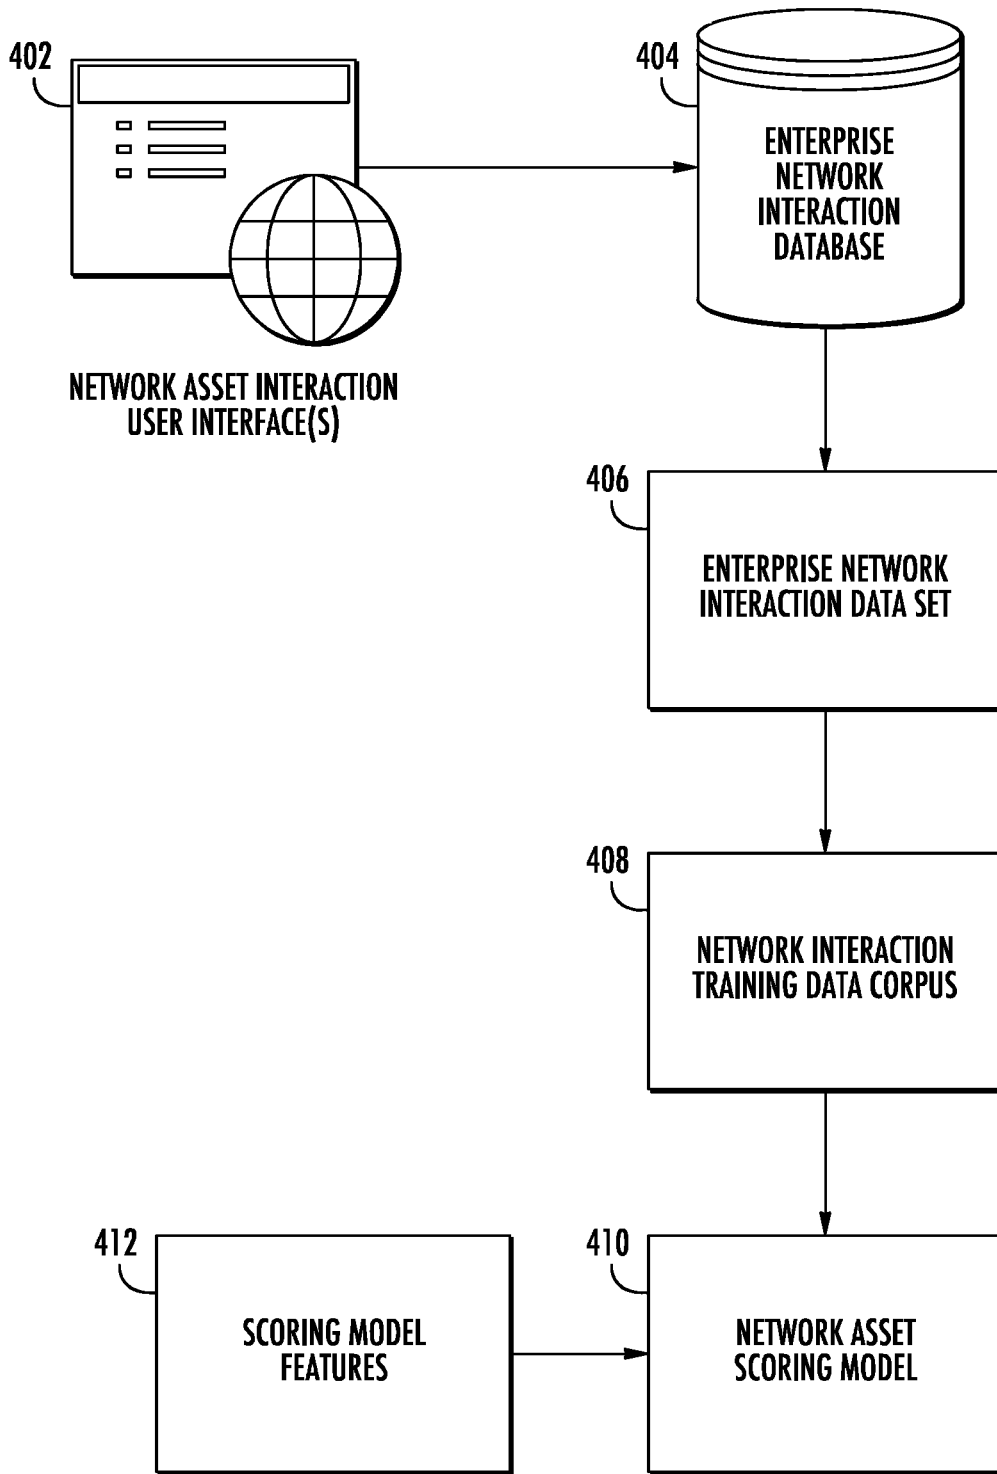 402
404
ENTERPRISE
NETWORK
INTERACTION
DATABASE
NETWORK ASSET INTERACTION
USER INTERFACE(S)
406
ENTERPRISE NETWORK
INTERACTION DATA SET
408
NETWORK INTERACTION
TRAINING DATA CORPUS
412
SCORING MODEL
FEATURES
410
NETWORK ASSET
SCORING MODEL